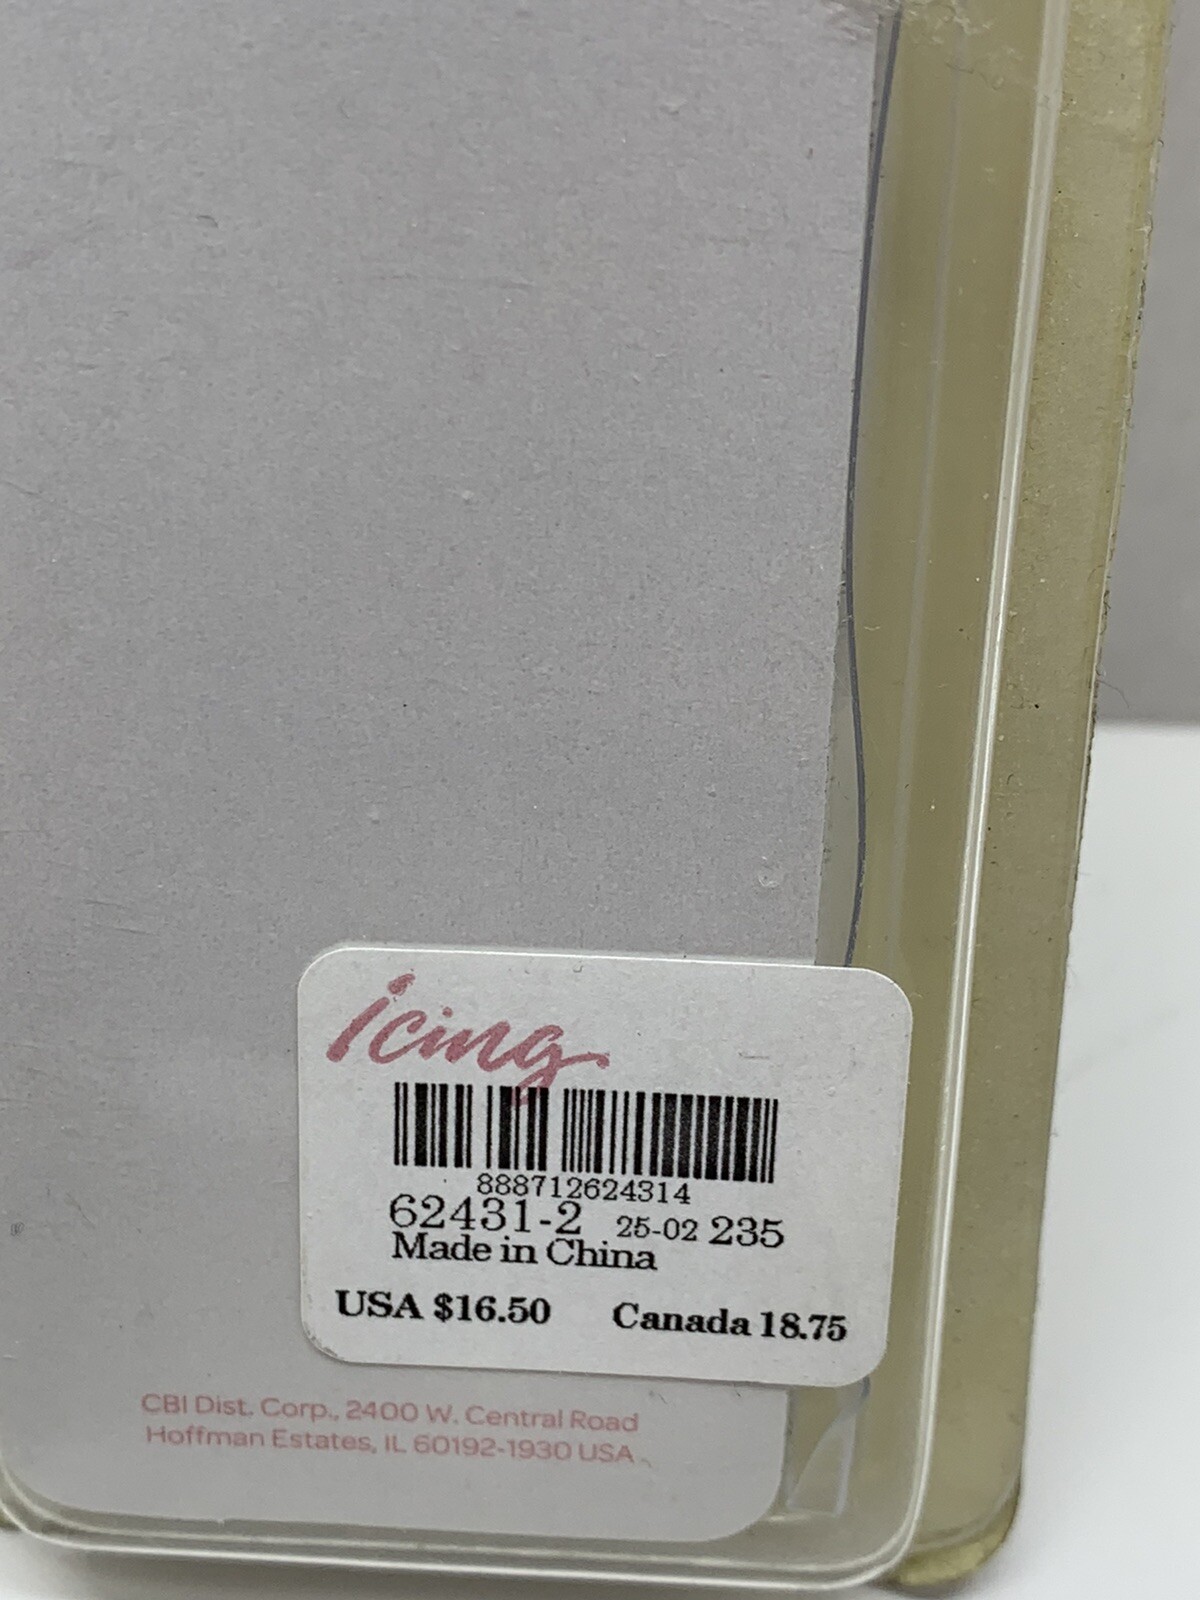 icing
888712624314
62431-2 25-02 235
Made in China
USA $16.50 Canada 18.75
CBI Dist. Corp., 2400 W. Central Road
Hoffman Estates, IL 60192-1930 USA